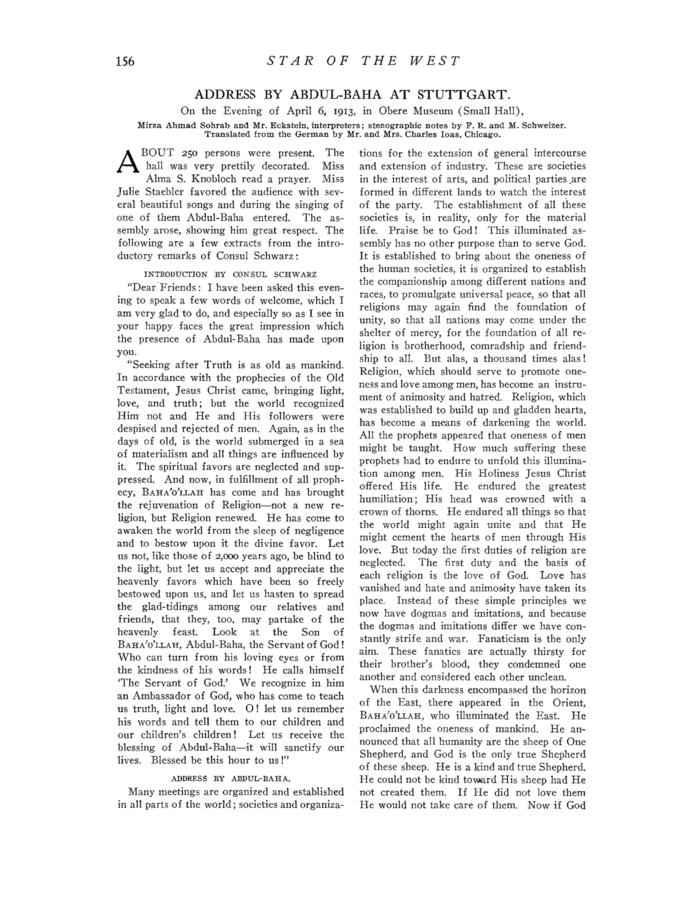 156
STAR OF THE WEST
ADDRESS BY ABDUL-BAHA AT STUTTGART.
On the Evening of April 6, 1913, in Obere Museum (Small Hall),
Mirza Ahmad Sohrab and Mr. Eckstein, interpreters; stenographic notes by F. R. and M. Schweizer.
Translated from the German by Mr. and Mrs. Charles Ioas, Chicago.
ABOUT 250 persons were present. The
hall was very prettily decorated. Miss
Alma S. Knobloch read a prayer. Miss
Julie Staebler favored the audience with sev-
eral beautiful songs and during the singing of
one of them Abdul-Baha entered. The as-
sembly arose, showing him great respect. The
following are a few extracts from the intro-
ductory remarks of Consul Schwarz:
INTRODUCTION BY CONSUL SCHWARZ
"Dear Friends: I have been asked this even-
ing to speak a few words of welcome, which I
am very glad to do, and especially so as I see in
your happy faces the great impression which
the presence of Abdul-Baha has made upon
you.
"Seeking after Truth is as old as mankind.
In accordance with the prophecies of the Old
Testament, Jesus Christ came, bringing light,
love, and truth; but the world recognized
Him not and He and His followers were
despised and rejected of men. Again, as in the
days of old, is the world submerged in a sea
of materialism and all things are influenced by
it. The spiritual favors are neglected and sup-
pressed. And now, in fulfillment of all proph-
ecy, BAHA'O'LLAH has come and has brought
the rejuvenation of Religion—not a new re-
ligion, but Religion renewed. He has come to
awaken the world from the sleep of negligence
and to bestow upon it the divine favor. Let
us not, like those of 2,000 years ago, be blind to
the light, but let us accept and appreciate the
heavenly favors which have been so freely
bestowed upon us, and let us hasten to spread
the glad-tidings among our relatives and
friends, that they, too, may partake of the
heavenly feast. Look at the Son of
BAHA'O'LLAH, Abdul-Baha, the Servant of God!
Who can turn from his loving eyes or from
the kindness of his words! He calls himself
'The Servant of God.' We recognize in him
an Ambassador of God, who has come to teach
us truth, light and love. O! let us remember
his words and tell them to our children and
our children's children! Let us receive the
blessing of Abdul-Baha—it will sanctify our
lives. Blessed be this hour to us!"
ADDRESS BY ABDUL-BAHA.
Many meetings are organized and established
in all parts of the world; societies and organiza-
tions for the extension of general intercourse
and extension of industry. These are societies
in the interest of arts, and political parties are
formed in different lands to watch the interest
of the party. The establishment of all these
societies is, in reality, only for the material
life. Praise be to God! This illuminated as-
sembly has no other purpose than to serve God.
It is established to bring about the oneness of
the human societies, it is organized to establish
the companionship among different nations and
races, to promulgate universal peace, so that all
religions may again find the foundation of
unity, so that all nations may come under the
shelter of mercy, for the foundation of all re-
ligion is brotherhood, comradship and friend-
ship to all. But alas, a thousand times alas!
Religion, which should serve to promote one-
ness and love among men, has become an instru-
ment of animosity and hatred. Religion, which
was established to build up and gladden hearts,
has become a means of darkening the world.
All the prophets appeared that oneness of men
might be taught. How much suffering these
prophets had to endure to unfold this illumina-
tion among men. His Holiness Jesus Christ
offered His life. He endured the greatest
humiliation; His head was crowned with a
crown of thorns. He endured all things so that
the world might again unite and that He
might cement the hearts of men through His
love. But today the first duties of religion are
neglected. The first duty and the basis of
each religion is the love of God. Love has
vanished and hate and animosity have taken its
place. Instead of these simple principles we
now have dogmas and imitations, and because
the dogmas and imitations differ we have con-
stantly strife and war. Fanaticism is the only
aim. These fanatics are actually thirsty for
their brother's blood, they condemned one
another and considered each other unclean.
When this darkness encompassed the horizon
of the East, there appeared in the Orient,
BAHA'O'LLAH, who illuminated the East. He
proclaimed the oneness of mankind. He an-
nounced that all humanity are the sheep of One
Shepherd, and God is the only true Shepherd
of these sheep. He is a kind and true Shepherd.
He could not be kind toward His sheep had He
not created them. If He did not love them
He would not take care of them. Now if God